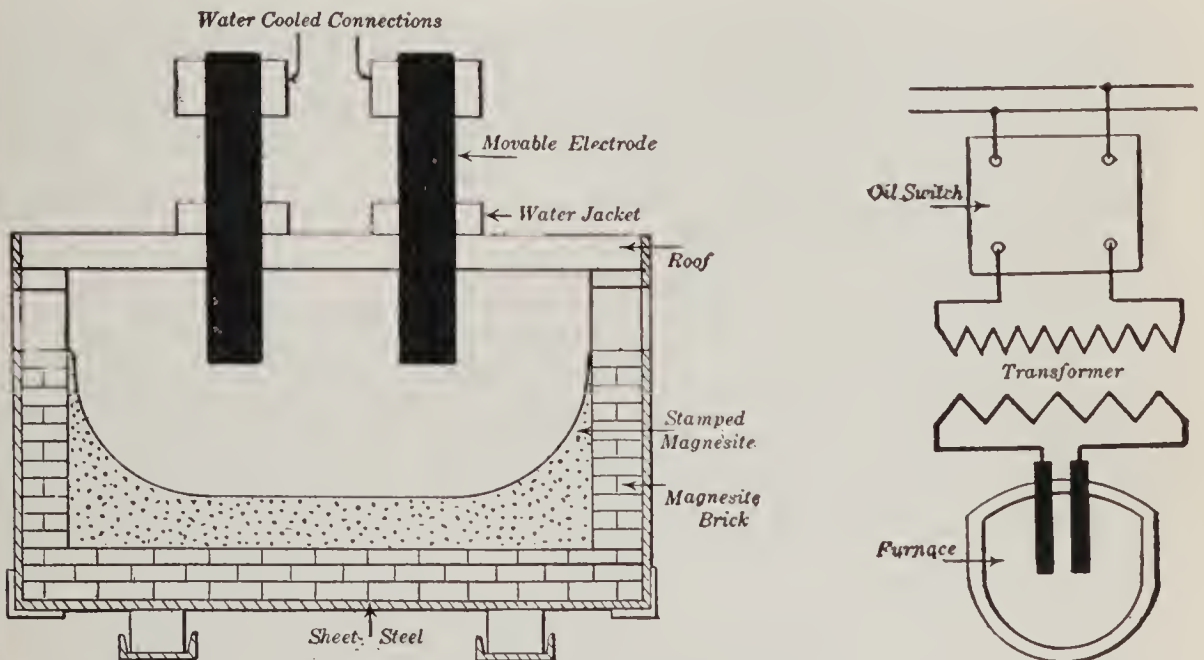 Water Cooled Connections
Movable Electrode
Water Jacket
Roof
Stamped
Magnesite
Magnesite
Brick
Sheet Steel
Oil Switch
Transformer
Furnace